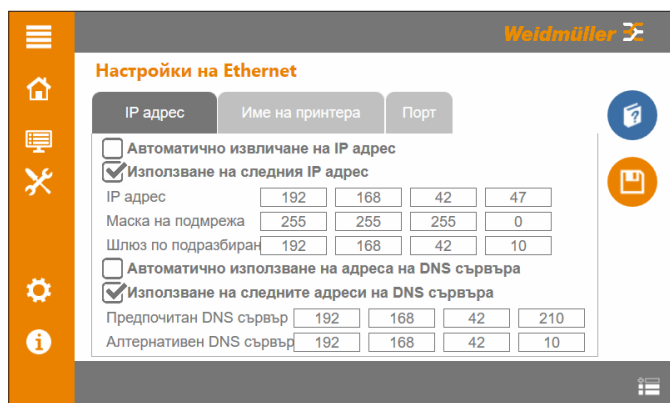 Weidmüller
Настройки на Ethernet
IP адрес Име на принтера Порт
Автоматично извличане на IP адрес
Използване на следния IP адрес
IP адрес 192 168 42 47
Маска на подмрежа 255 255 255 0
Шлюз по подразбиран 192 168 42 10
Автоматично използване на адреса на DNS сървъра
Използване на следните адреси на DNS сървъра
Предпочитан DNS сървър 192 168 42 210
Алтернативен DNS сървър 192 168 42 10